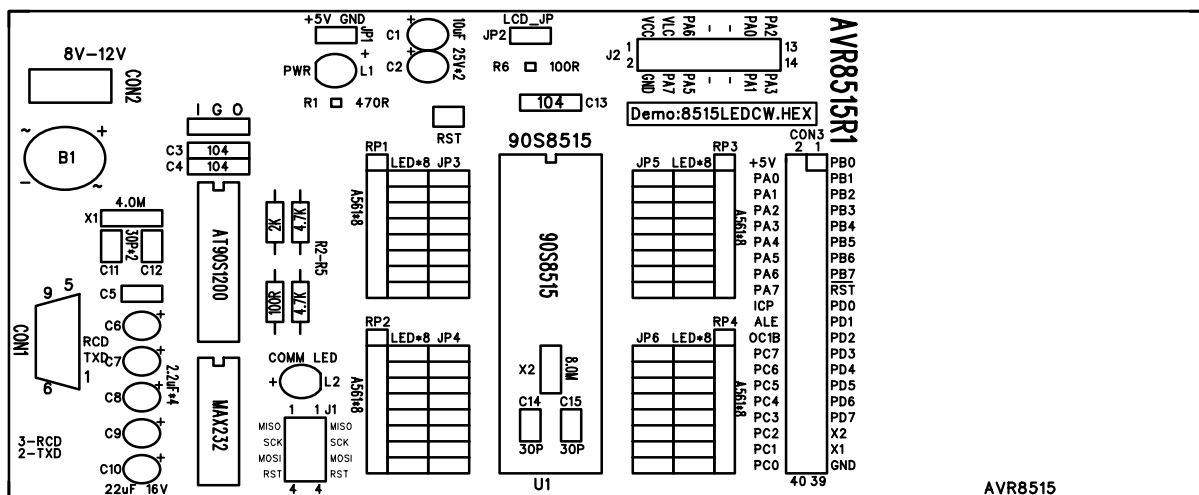 8V-12V
CON2
~
+
B1
-
~
+5V GND
JP1
+
PWR
L1
R1
470R
C1
C2
+
+
10uF
25V*2
LCD_JP
JP2
R6
100R
104
C13
RST
I G O
C3
104
C4
104
J2
1
2
13
14
VCC
VLC
PA6
-
-
PA0
PA2
GND
PA7
PA5
-
-
PA1
PA3
Demo:8515LEDCW.HEX
AVR8515R1
4.0M
X1
30P*2
C11
C12
C5
AT90S1200
2K
4.7K
R2-R5
100R
4.7K
9
5
6
1
CON1
RCD
TXD
3-RCD
2-TXD
C6
+
C7
+
C8
+
C9
+
C10
+
2.2uF*4
22uF 16V
MAX232
COMM LED
+
L2
1
1
J1
MISO
SCK
MOSI
RST
MISO
SCK
MOSI
RST
4
4
RP1
LED*8
JP3
A561*8
RP2
LED*8
JP4
A561*8
90S8515
90S8515
X2
8.0M
C14
C15
30P
30P
U1
JP5
LED*8
RP3
A561*8
JP6
LED*8
RP4
A561*8
CON3
2
1
+5V
PB0
PA0
PB1
PA1
PB2
PA2
PB3
PA3
PB4
PA4
PB5
PA5
PB6
PA6
PB7
PA7
RST
ICP
PD0
ALE
PD1
OC1B
PD2
PC7
PD3
PC6
PD4
PC5
PD5
PC4
PD6
PC3
PD7
PC2
X2
PC1
X1
PC0
GND
40 39
AVR8515